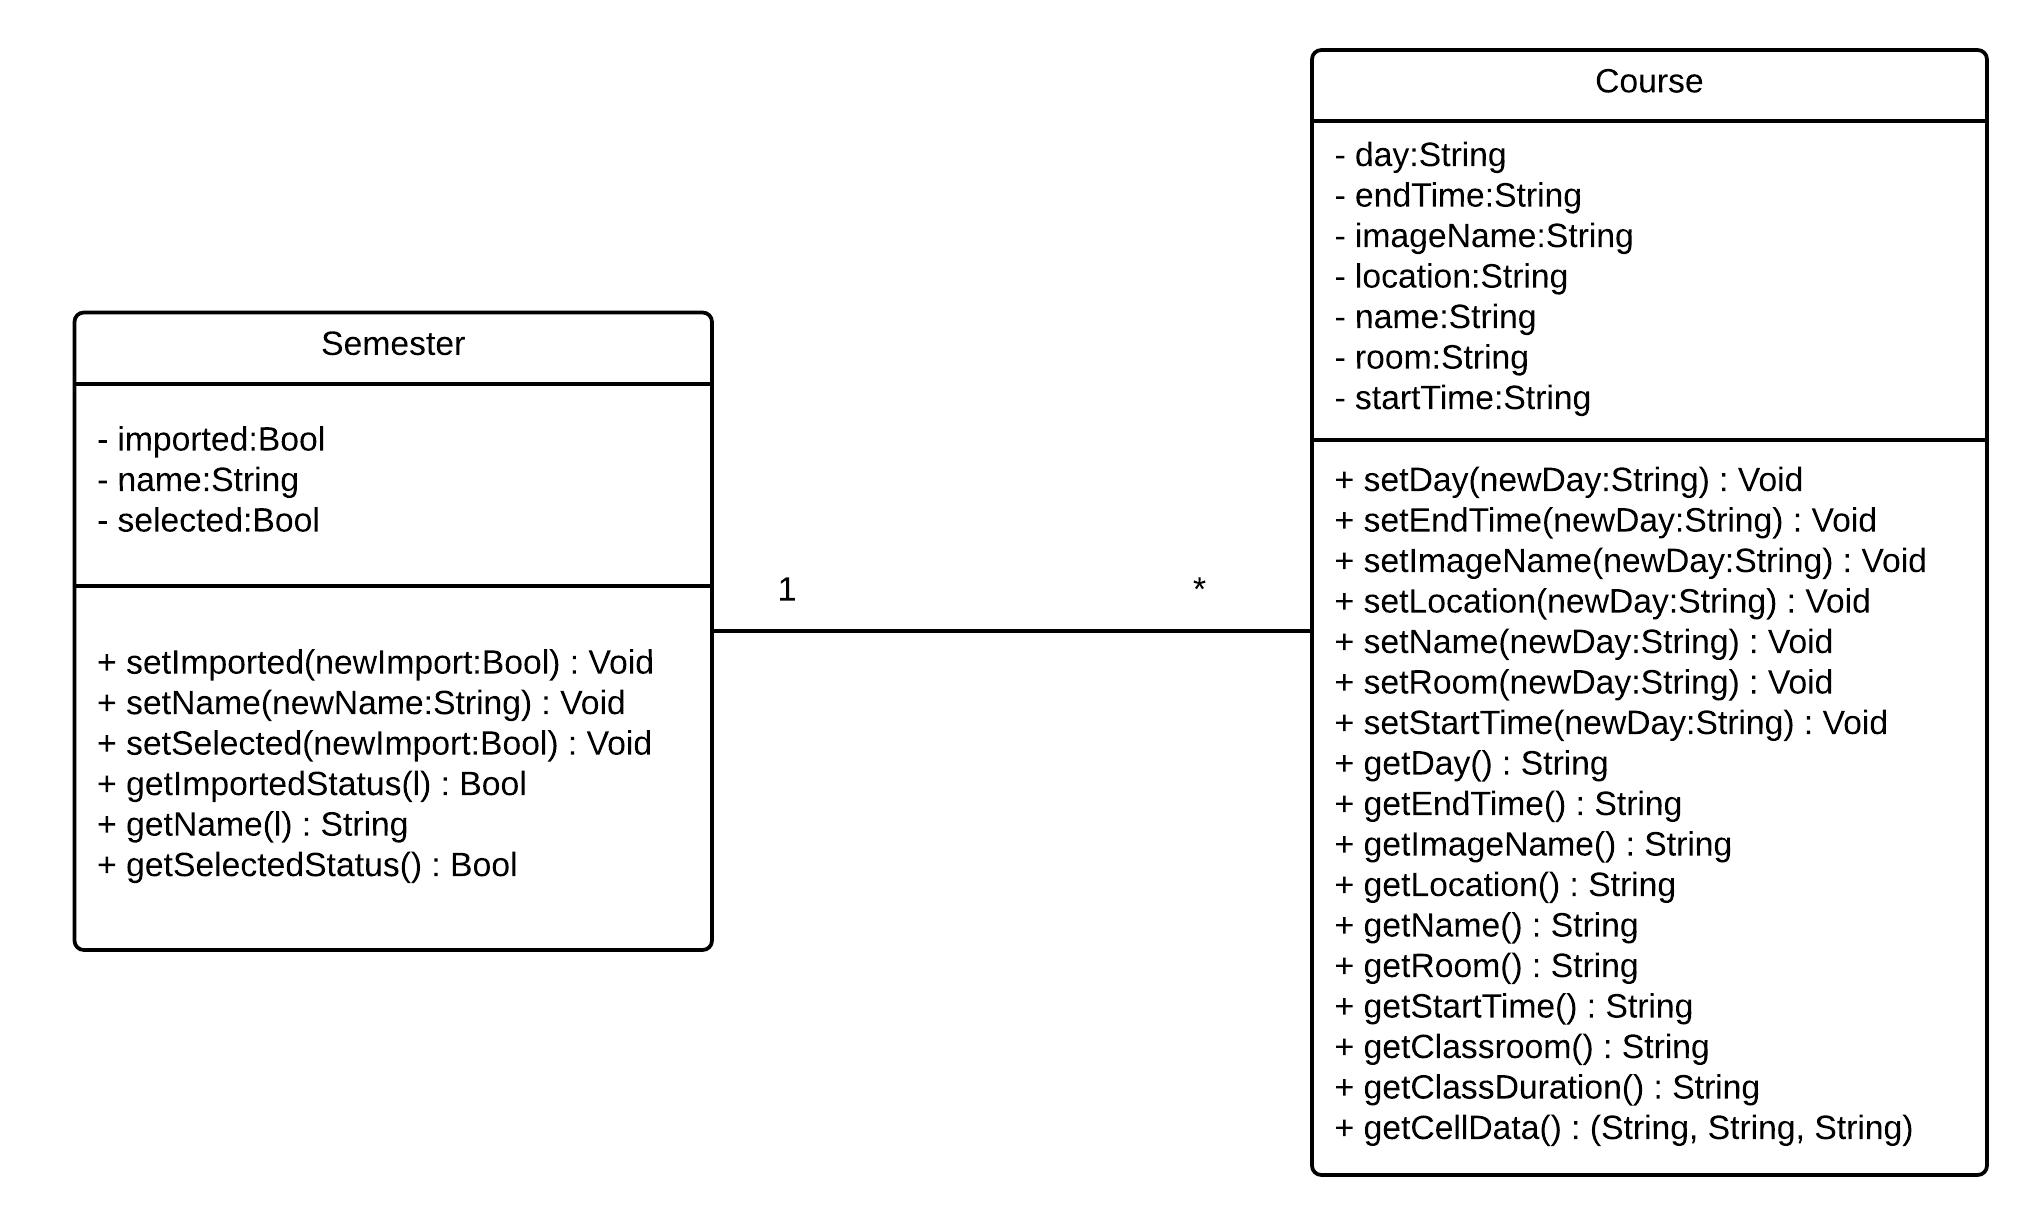 Semester
- imported:Bool
- name:String
- selected:Bool
+ setImported(newImport:Bool) : Void
+ setName(newName:String) : Void
+ setSelected(newImport:Bool) : Void
+ getImportedStatus(l) : Bool
+ getName(l) : String
+ getSelectedStatus() : Bool
1
*
Course
- day:String
- endTime:String
- imageName:String
- location:String
- name:String
- room:String
- startTime:String
+ setDay(newDay:String) : Void
+ setEndTime(newDay:String) : Void
+ setImageName(newDay:String) : Void
+ setLocation(newDay:String) : Void
+ setName(newDay:String) : Void
+ setRoom(newDay:String) : Void
+ setStartTime(newDay:String) : Void
+ getDay() : String
+ getEndTime() : String
+ getImageName() : String
+ getLocation() : String
+ getName() : String
+ getRoom() : String
+ getStartTime() : String
+ getClassroom() : String
+ getClassDuration() : String
+ getCellData() : (String, String, String)